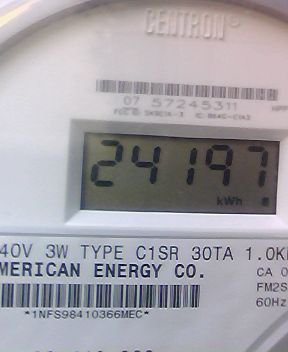 CENTRON®
07 57245311
24197
kWh
40V 3W TYPE C1SR 30TA 1.0K
MERICAN ENERGY CO.
CA 0
FM2S
60Hz
*1NFS98410366MEC*